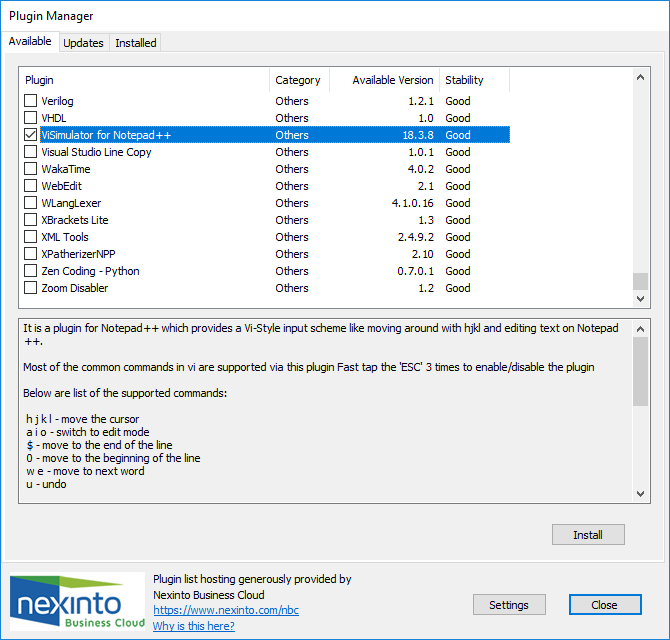 Plugin Manager
Available Updates Installed
Plugin Category Available Version Stability
Verilog Others 1.2.1 Good
VHDL Others 1.0 Good
ViSimulator for Notepad++ Others 18.3.8 Good
Visual Studio Line Copy Others 1.0.1 Good
WakaTime Others 4.0.2 Good
WebEdit Others 2.1 Good
WLangLexer Others 4.1.0.16 Good
XBrackets Lite Others 1.3 Good
XML Tools Others 2.4.9.2 Good
XPatherizerNPP Others 2.10 Good
Zen Coding - Python Others 0.7.0.1 Good
Zoom Disabler Others 1.2 Good
It is a plugin for Notepad++ which provides a Vi-Style input scheme like moving around with hjkl and editing text on Notepad
++.
Most of the common commands in vi are supported via this plugin Fast tap the 'ESC' 3 times to enable/disable the plugin
Below are list of the supported commands:
h j k l - move the cursor
a i o - switch to edit mode
$ - move to the end of the line
0 - move to the beginning of the line
w e - move to next word
u - undo
Install
nexinto
Business Cloud
Plugin list hosting generously provided by
Nexinto Business Cloud
https://www.nexinto.com/nbc
Why is this here?
Settings Close